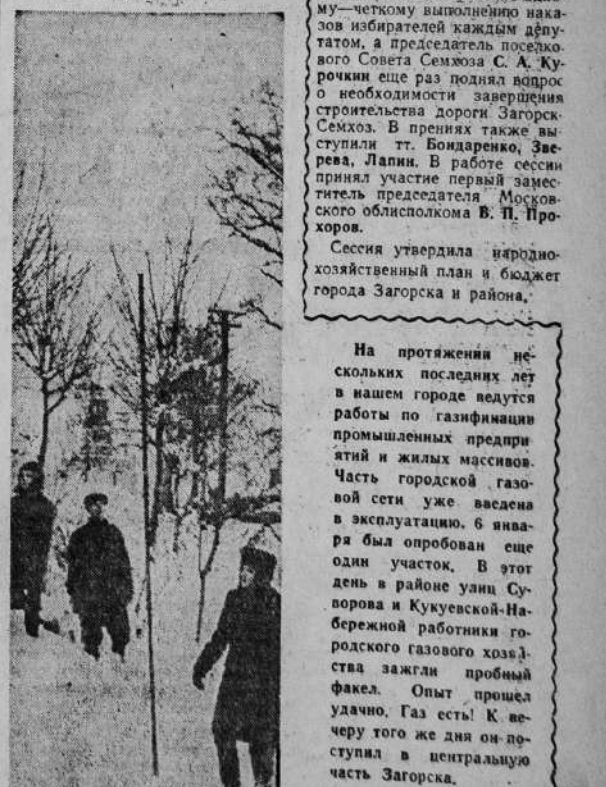 му—четкому выполнению нака-
зов избирателей каждым депу-
татом, а председатель поселко-
вого Совета Семхоза С. А. Ку-
рочкин еще раз поднял вопрос
о необходимости завершения
строительства дороги Загорск-
Семхоз. В прениях также вы-
ступили тт. Бондаренко, Зве-
рева, Лапин. В работе сессии
принял участие первый замес-
титель председателя Москов-
ского облисполкома В. П. Про-
хоров.
Сессия утвердила народно-
хозяйственный план и бюджет
города Загорска и района.
На протяжении не-
скольких последних лет
в нашем городе ведутся
работы по газификации
промышленных предпри
ятий и жилых массивов.
Часть городской газо-
вой сети уже введена
в эксплуатацию. 6 янва-
ря был опробован еще
один участок. В этот
день в районе улиц Су-
ворова и Кукуевской-На-
бережной работники го-
родского газового хозяй-
ства зажгли пробный
факел. Опыт прошел
удачно. Газ есть! К ве-
черу того же дня он по-
ступил в центральную
часть Загорска.